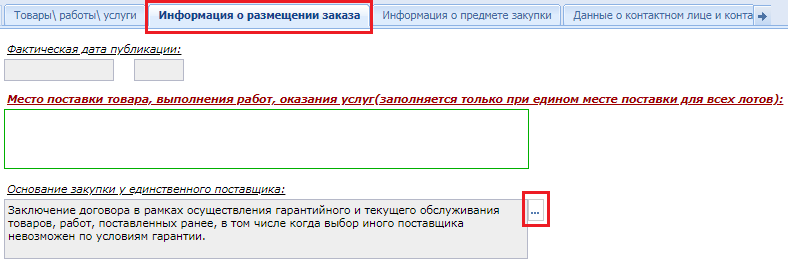 Товары\ работы\ услуги Информация о размещении заказа Информация о предмете закупки Данные о контактном лице и конта
Фактическая дата публикации:
Место поставки товара, выполнения работ, оказания услуг(заполняется только при едином месте поставки для всех лотов):
Основание закупки у единственного поставщика:
Заключение договора в рамках осуществления гарантийного и текущего обслуживания
товаров, работ, поставленных ранее, в том числе когда выбор иного поставщика
невозможен по условиям гарантии.
...